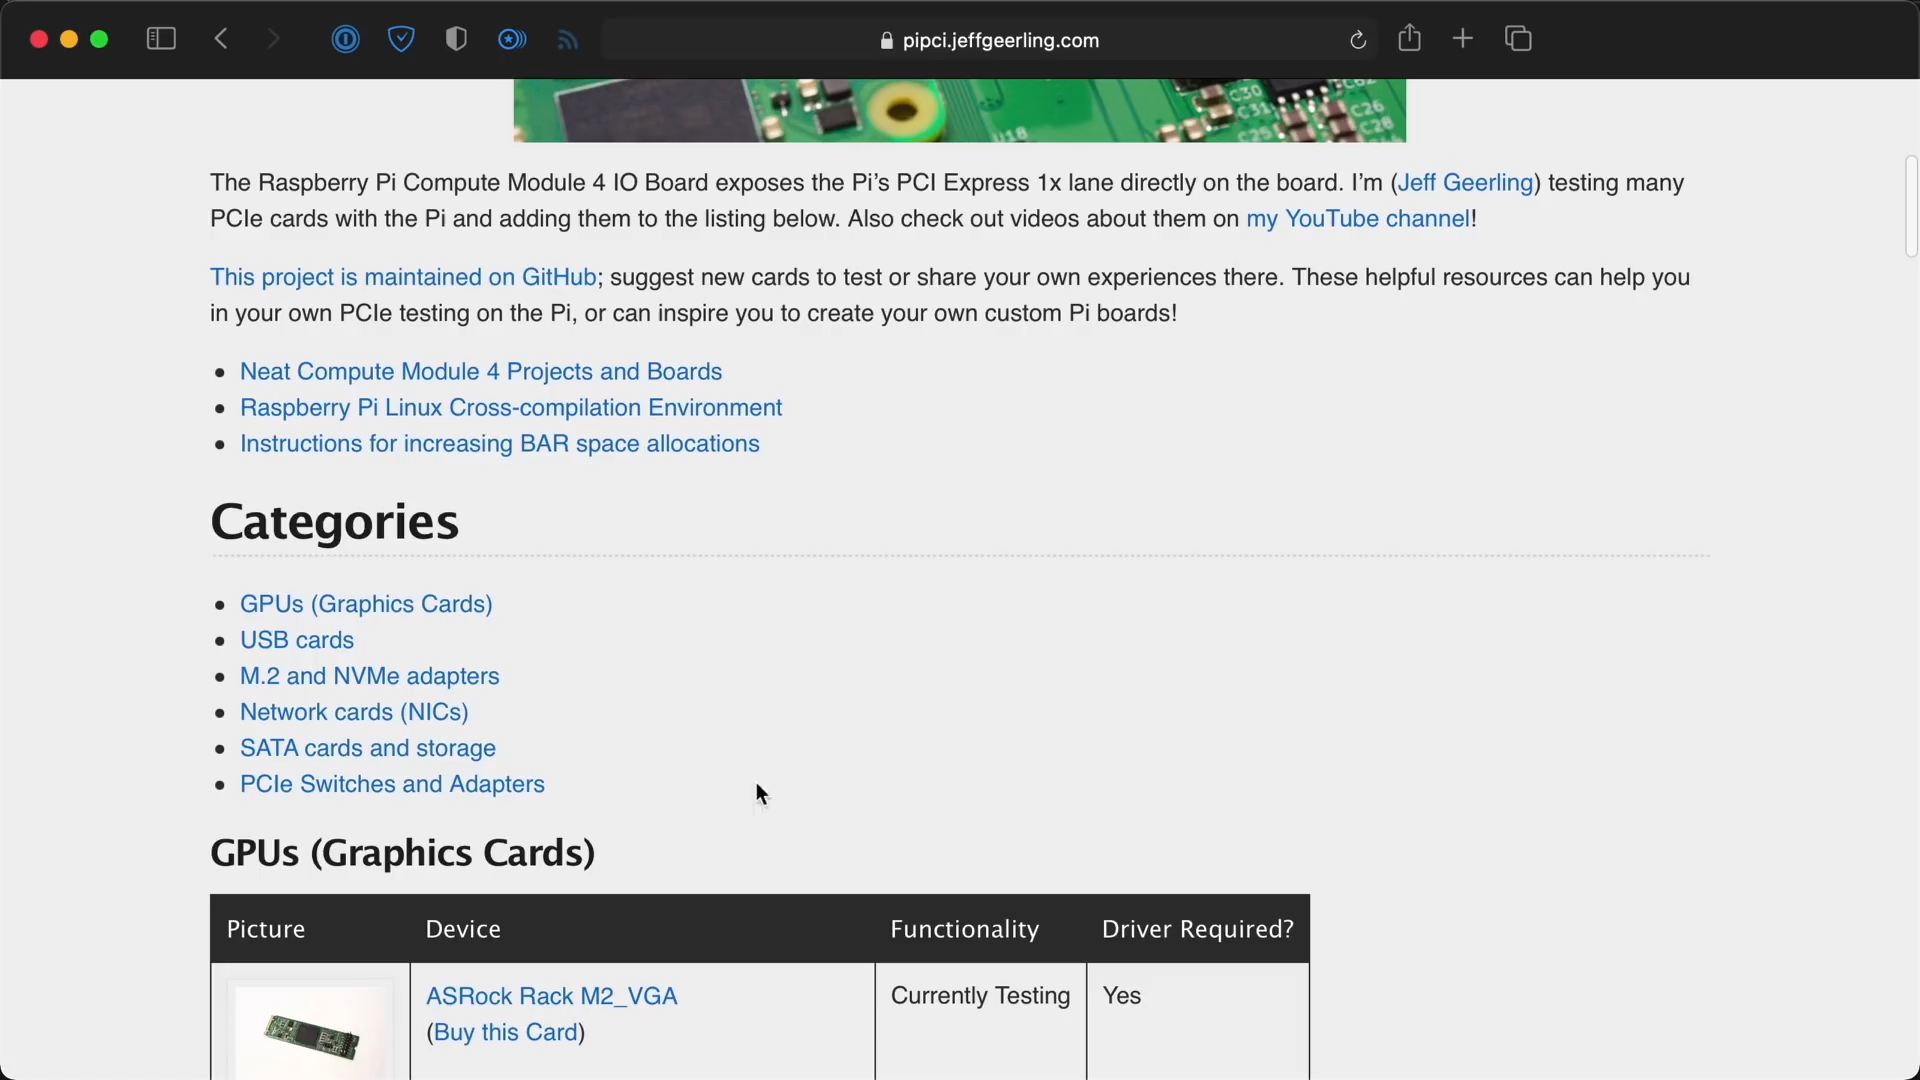 pipci.jeffgeerling.com
C30
C31
C25
C26
C28
U18
The Raspberry Pi Compute Module 4 IO Board exposes the Pi’s PCI Express 1x lane directly on the board. I’m (Jeff Geerling) testing many
PCIe cards with the Pi and adding them to the listing below. Also check out videos about them on my YouTube channel!
This project is maintained on GitHub; suggest new cards to test or share your own experiences there. These helpful resources can help you
in your own PCIe testing on the Pi, or can inspire you to create your own custom Pi boards!
Neat Compute Module 4 Projects and Boards
Raspberry Pi Linux Cross-compilation Environment
Instructions for increasing BAR space allocations
Categories
GPUs (Graphics Cards)
USB cards
M.2 and NVMe adapters
Network cards (NICs)
SATA cards and storage
PCIe Switches and Adapters
GPUs (Graphics Cards)
Picture Device Functionality Driver Required?
ASRock Rack M2_VGA Currently Testing Yes
(Buy this Card)